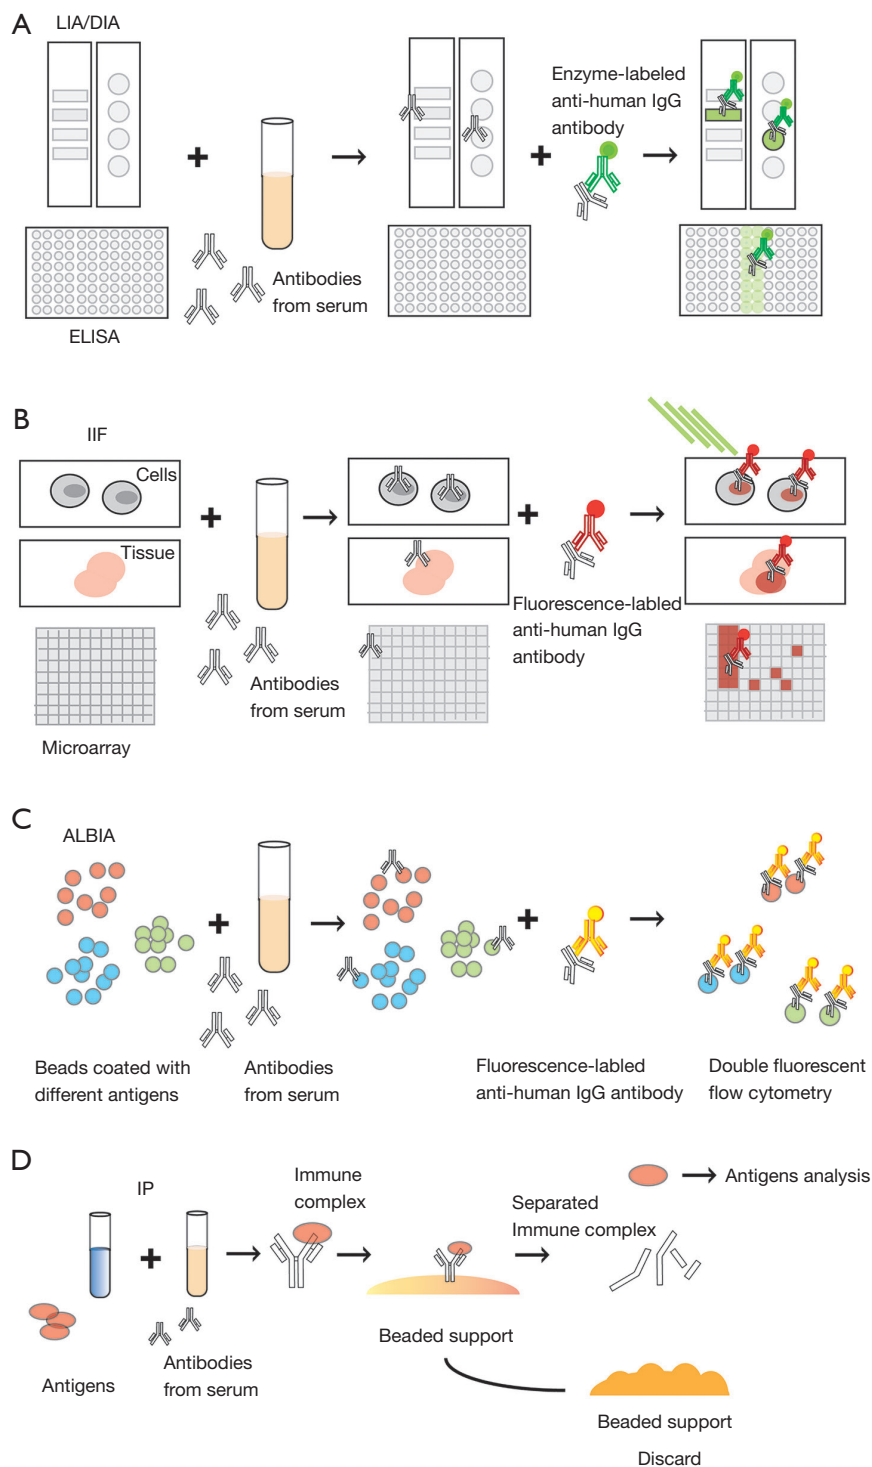 A
LIA/DIA
Enzyme-labeled
anti-human IgG
antibody
Antibodies
from serum
ELISA
B
IIF
Cells
Tissue
Fluorescence-labled
anti-human IgG
antibody
Antibodies
from serum
Microarray
C
ALBIA
Beads coated with
different antigens
Antibodies
from serum
Fluorescence-labled
anti-human IgG antibody
Double fluorescent
flow cytometry
D
IP
Immune
complex
Separated
Immune complex
Antigens analysis
Antigens
Antibodies
from serum
Beaded support
Beaded support
Discard